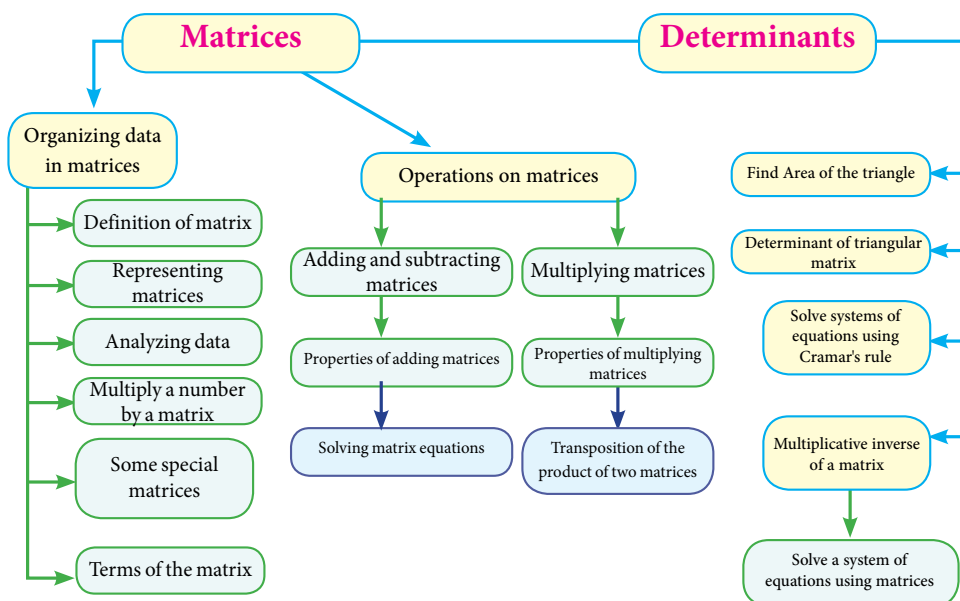 Matrices
Determinants
Organizing data
in matrices
Definition of matrix
Representing
matrices
Analyzing data
Multiply a number
by a matrix
Some special
matrices
Terms of the matrix
Operations on matrices
Adding and subtracting
matrices
Properties of adding matrices
Solving matrix equations
Multiplying matrices
Properties of multiplying
matrices
Transposition of the
product of two matrices
Find Area of the triangle
Determinant of triangular
matrix
Solve systems of
equations using
Cramar's rule
Multiplicative inverse
of a matrix
Solve a system of
equations using matrices